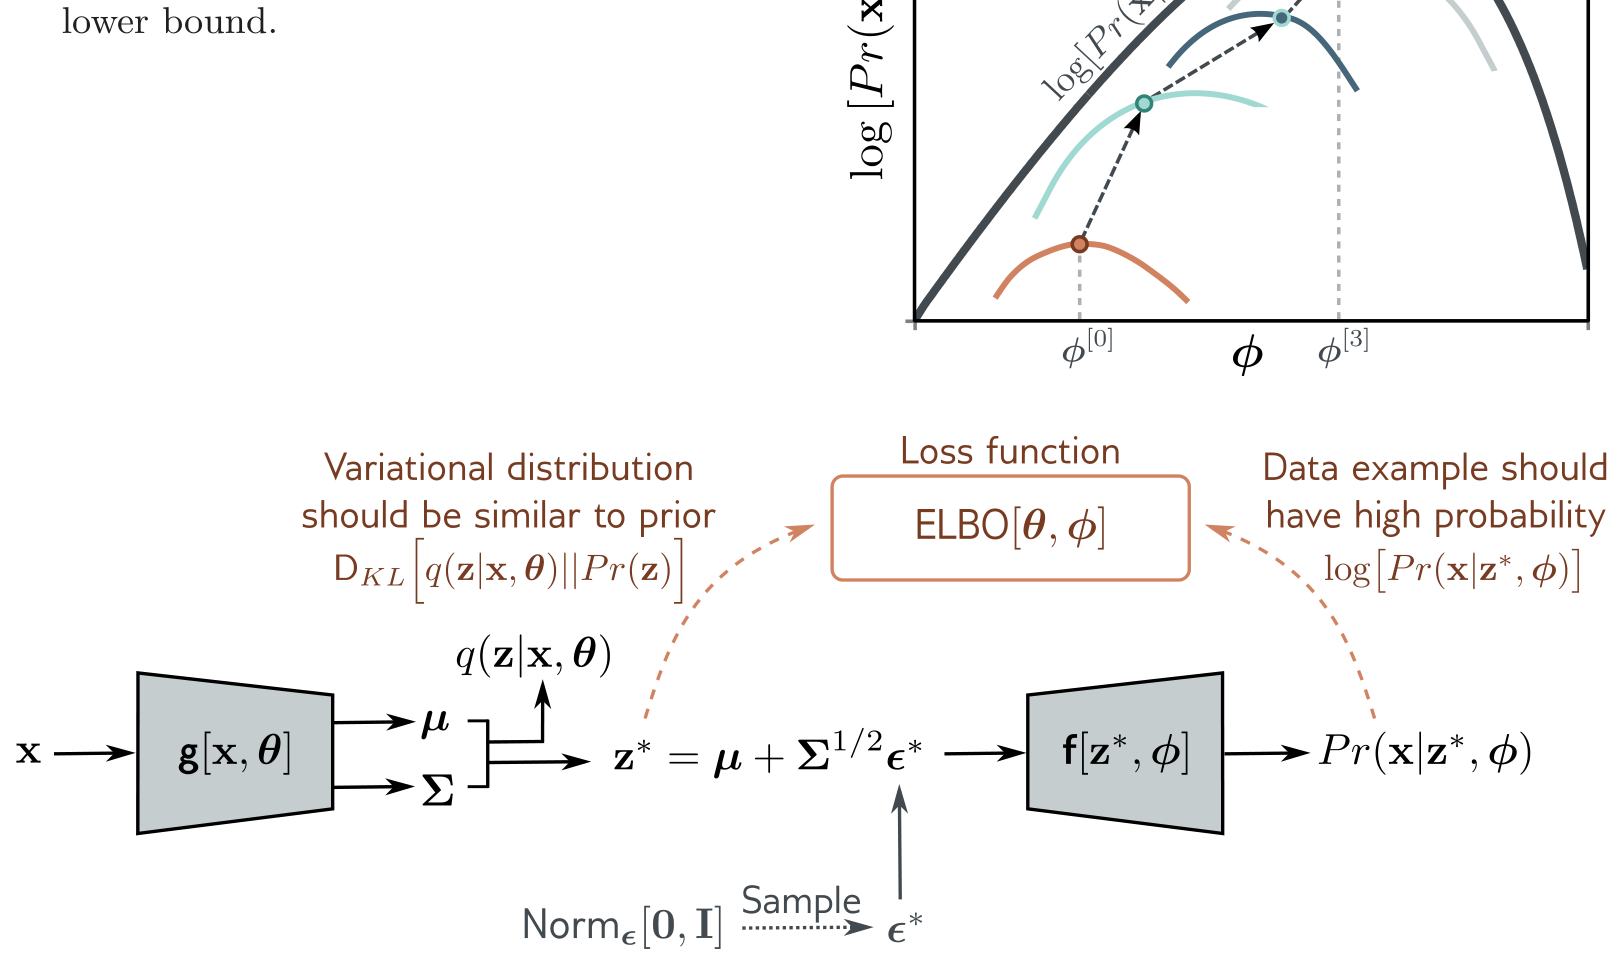 lower bound.
log [Pr(x
log[Pr(x
ϕ^[0]
ϕ
ϕ^[3]
Loss function
ELBO[θ, ϕ]
Variational distribution
should be similar to prior
D_KL[q(z|x, θ)||Pr(z)]
Data example should
have high probability
log[Pr(x|z*, ϕ)]
q(z|x, θ)
x
g[x, θ]
μ
Σ
z* = μ + Σ^1/2 ϵ*
f[z*, ϕ]
Pr(x|z*, ϕ)
Norm_ϵ[0, I]
Sample
ϵ*